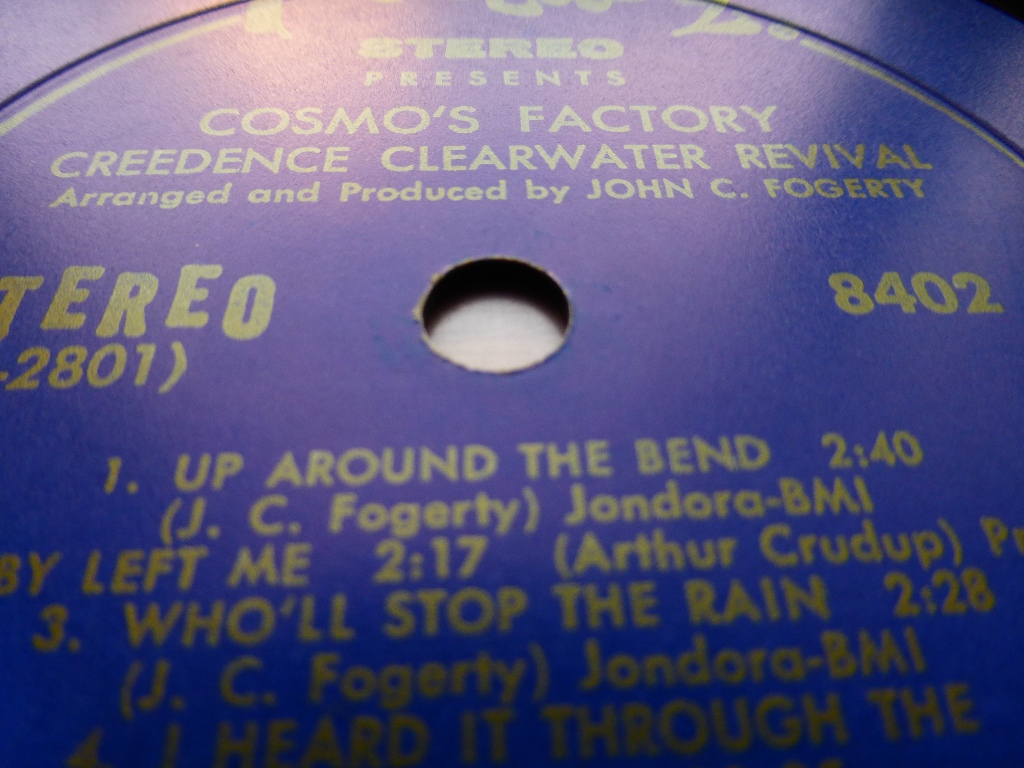 STEREO
PRESENTS
COSMO'S FACTORY
CREEDENCE CLEARWATER REVIVAL
Arranged and Produced by JOHN C. FOGERTY
TEREO 8402
-2801)
1. UP AROUND THE BEND 2:40
(J. C. Fogerty) Jondora-BMI
BY LEFT ME 2:17 (Arthur Crudup) P
3. WHO'LL STOP THE RAIN 2:28
(J. C. Fogerty) Jondora-BMI
4. I HEARD IT THROUGH THE